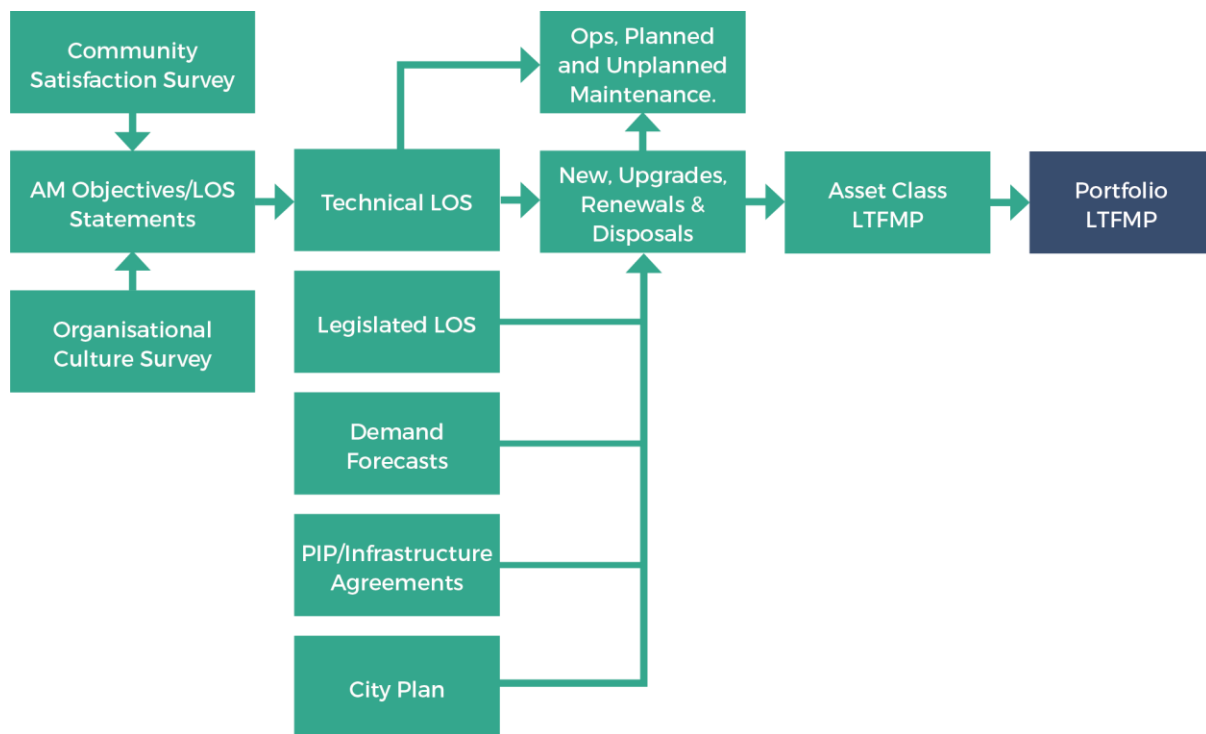 Community
Satisfaction Survey
AM Objectives/LOS
Statements
Organisational
Culture Survey
Technical LOS
Legislated LOS
Demand
Forecasts
PIP/Infrastructure
Agreements
City Plan
Ops, Planned
and Unplanned
Maintenance.
New, Upgrades,
Renewals &
Disposals
Asset Class
LTFMP
Portfolio
LTFMP